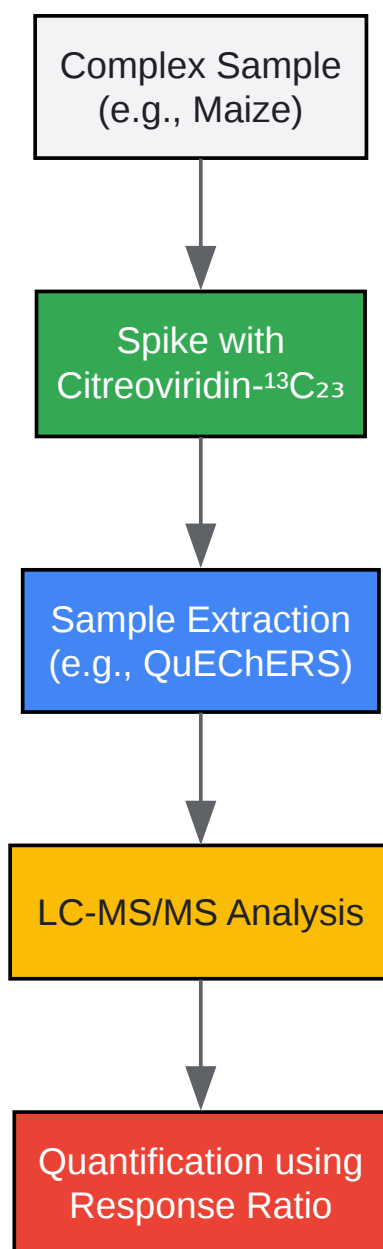 Complex Sample
(e.g., Maize)
Spike with
Citreoviridin-¹³C₂₃
Sample Extraction
(e.g., QuEChERS)
LC-MS/MS Analysis
Quantification using
Response Ratio